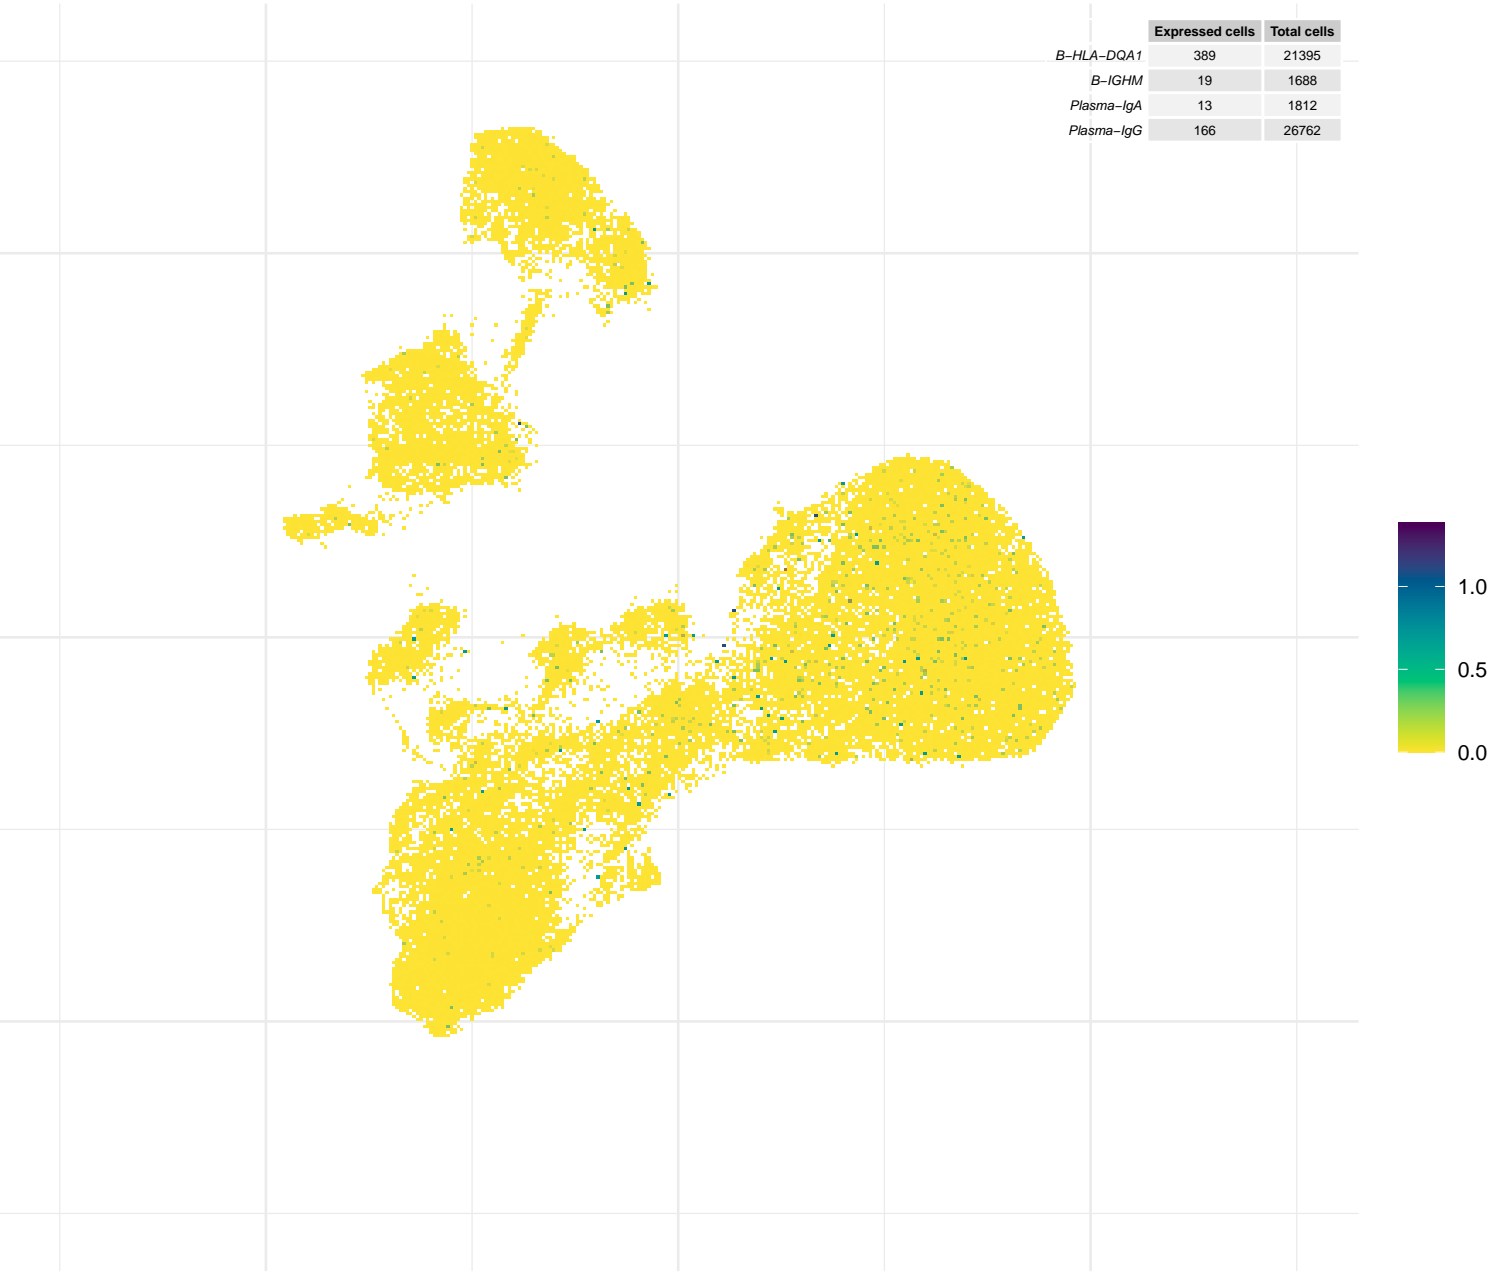 Expressed cells Total cells
B−HLA−DQA1 389 21395
B−IGHM 19 1688
Plasma−IgA 13 1812
Plasma−IgG 166 26762
1.0
0.5
0.0